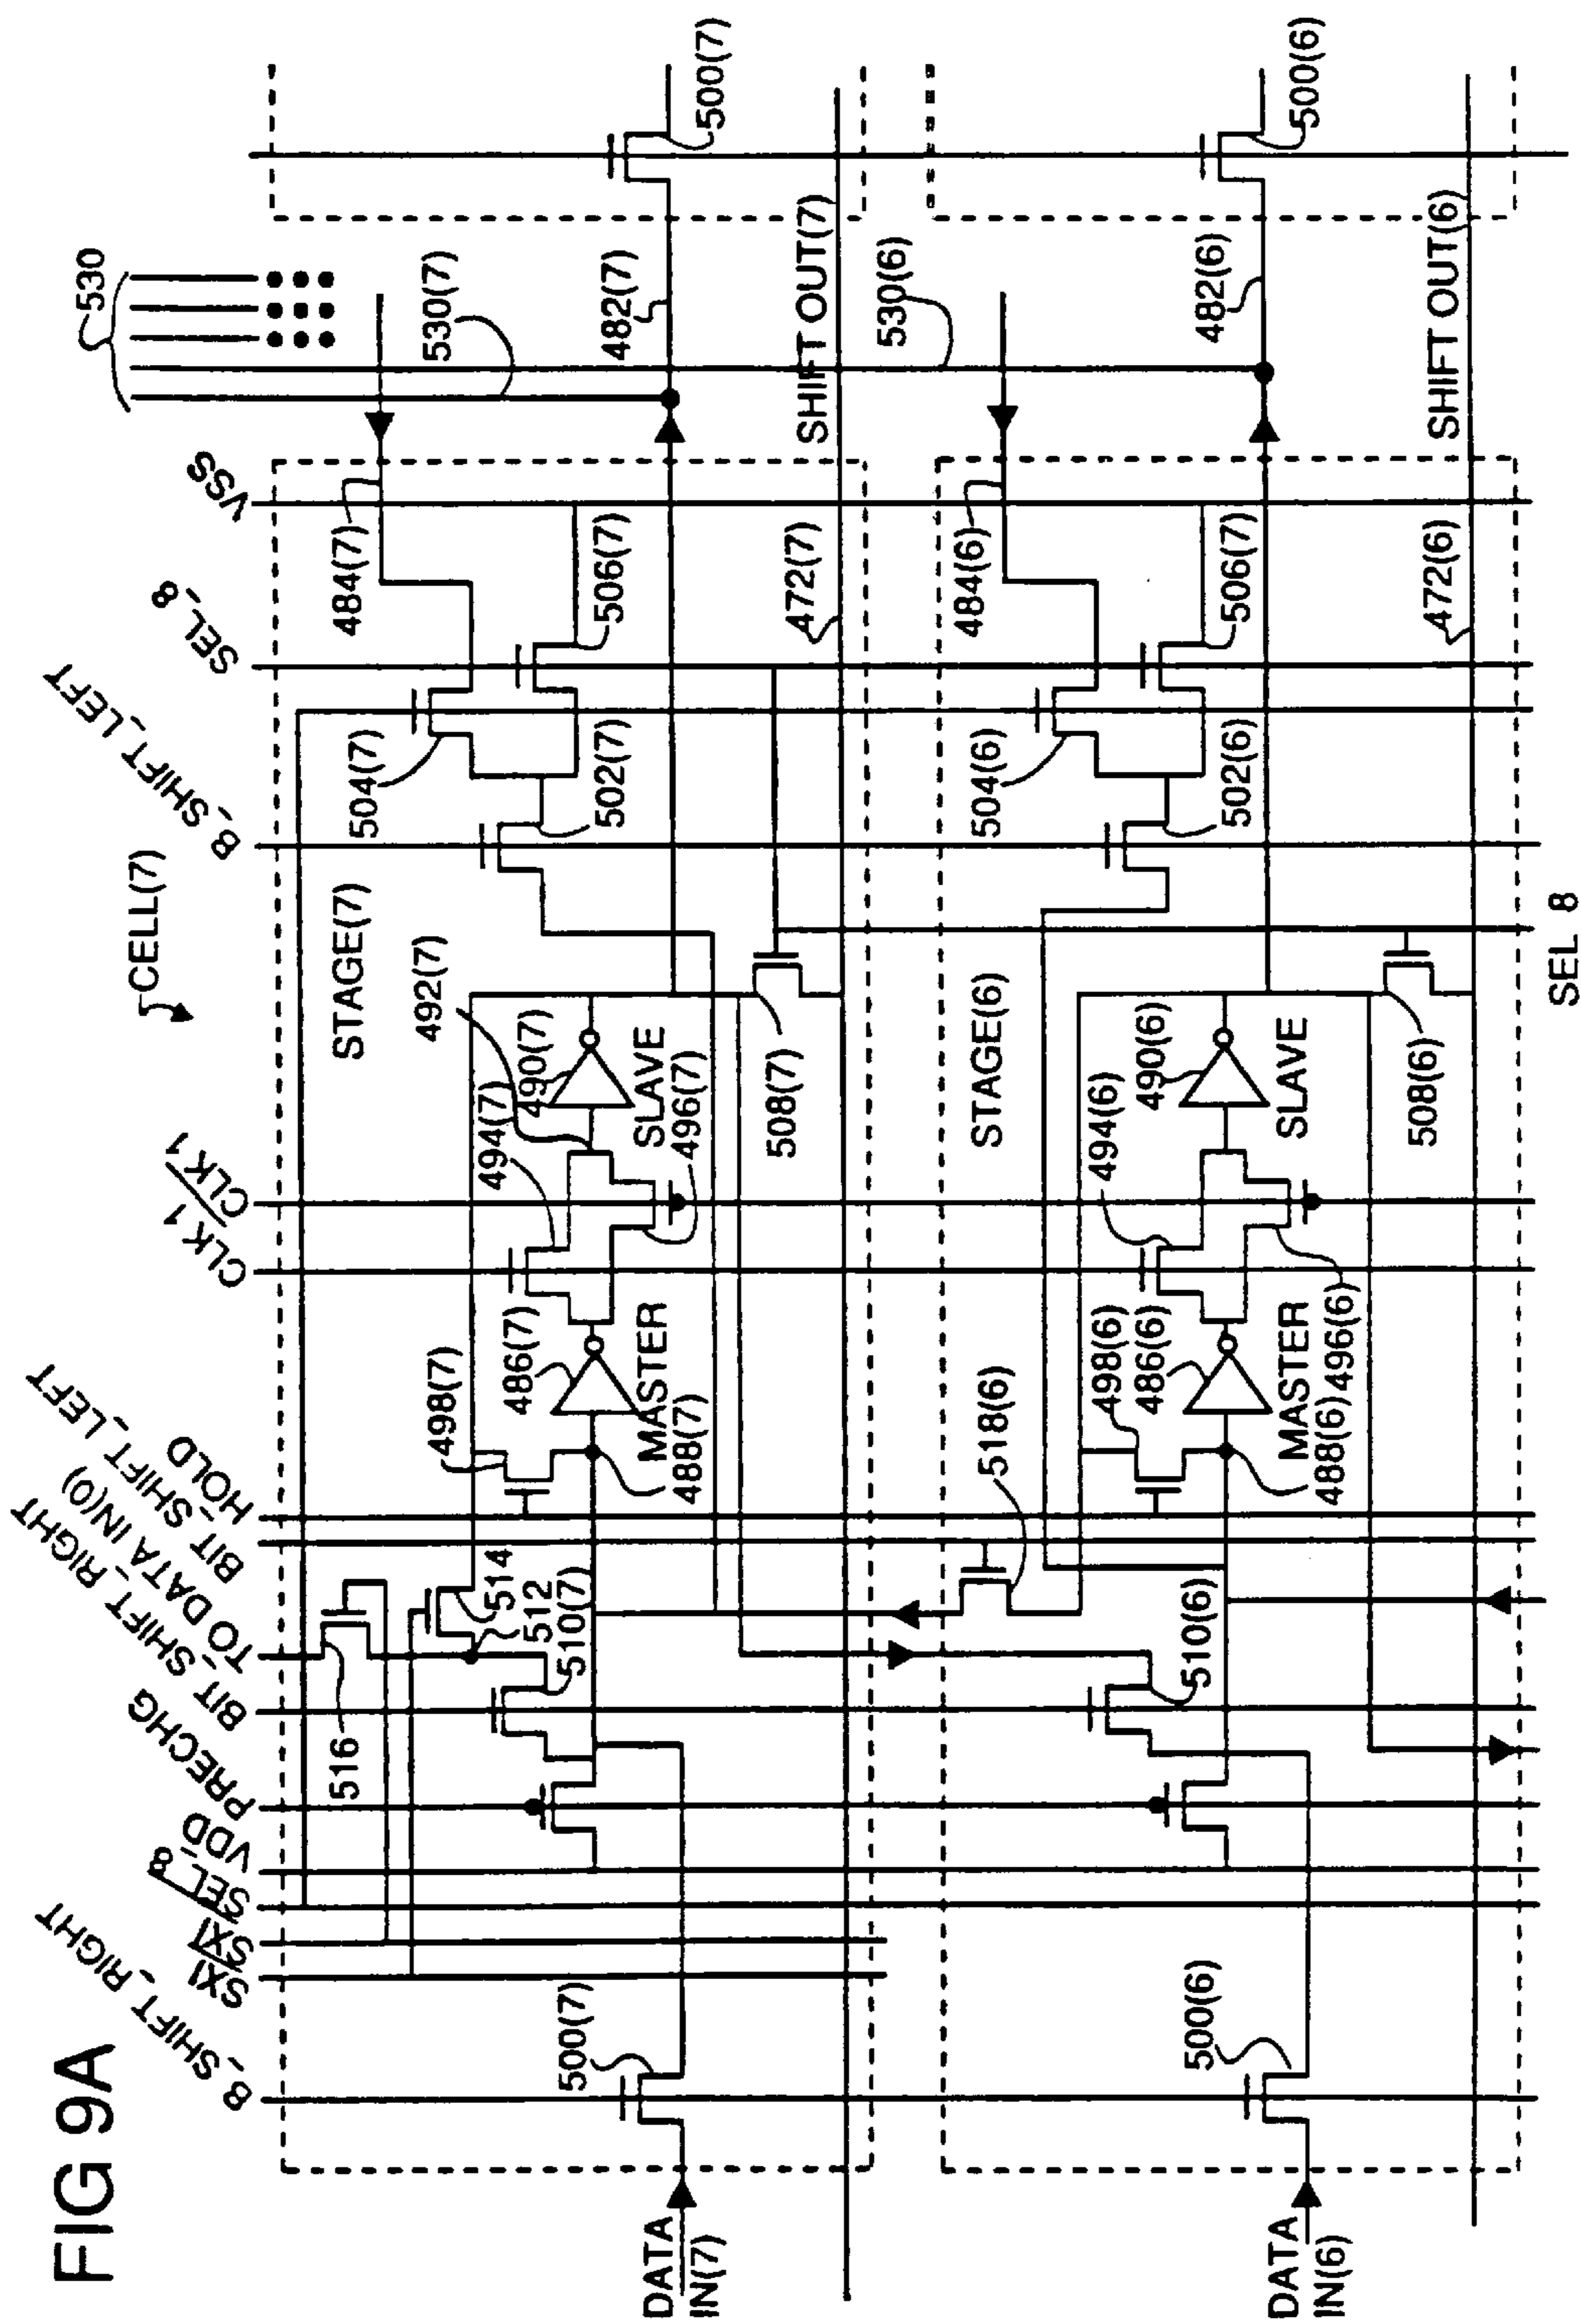 FIG 9A
8_SHIFT_RIGHT
SXI
SXI
SEL_8
VDD
PRECHG
BIT_SHIFT_RIGHT
TO DATA IN(0)
BIT_SHIFT_LEFT
HOLD
CLK 1
CLK 1
CELL(7)
8_SHIFT_LEFT
SEL_8
VSS
530
STAGE(7)
516
514
512
510(7)
498(7)
486(7)
MASTER
488(7)
494(7)
492(7)
490(7)
SLAVE
496(7)
508(7)
504(7)
502(7)
484(7)
506(7)
472(7)
530(7)
482(7)
SHIFT OUT(7)
500(7)
500(7)
DATA
IN(7)
STAGE(6)
518(6)
510(6)
498(6)
486(6)
MASTER
488(6)
494(6)
496(6)
490(6)
SLAVE
508(6)
504(6)
502(6)
484(6)
506(7)
472(6)
530(6)
482(6)
SHIFT OUT(6)
500(6)
500(6)
DATA
IN(6)
SEL 8